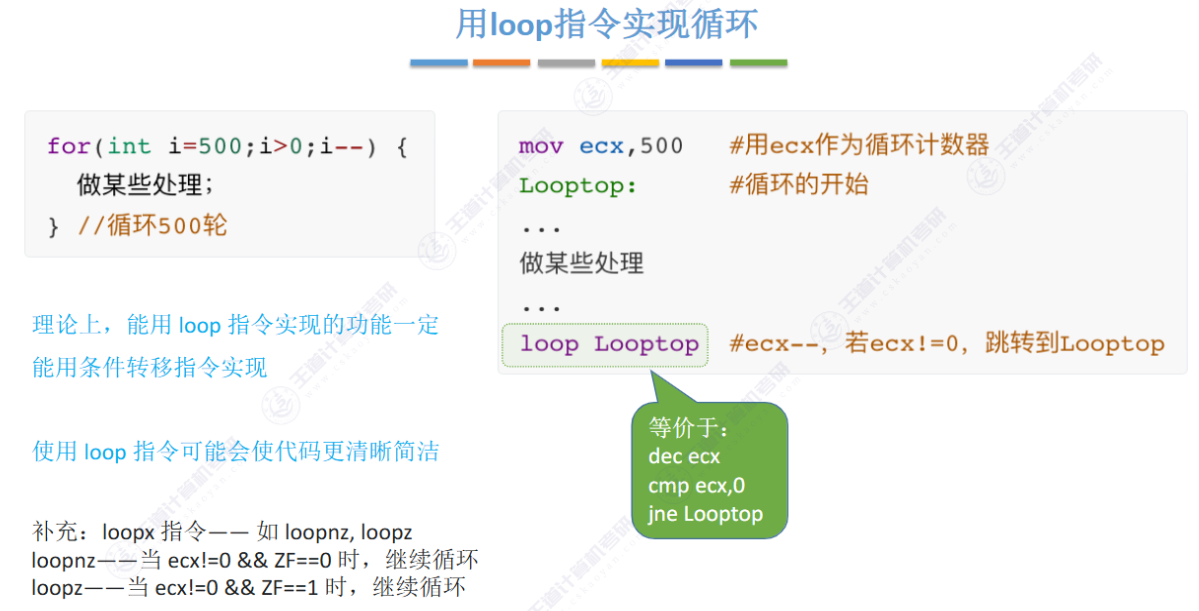 用loop指令实现循环
for(int i=500;i>0;i--) {
做某些处理;
} //循环500轮
mov ecx,500 #用ecx作为循环计数器
Looptop: #循环的开始
...
做某些处理
...
loop Looptop #ecx--，若ecx!=0，跳转到Looptop
等价于：
dec ecx
cmp ecx,0
jne Looptop
理论上，能用 loop 指令实现的功能一定
能用条件转移指令实现
使用 loop 指令可能会使代码更清晰简洁
补充：loopx 指令—— 如 loopnz, loopz
loopnz——当 ecx!=0 && ZF==0 时，继续循环
loopz——当 ecx!=0 && ZF==1 时，继续循环
王道计算机考研